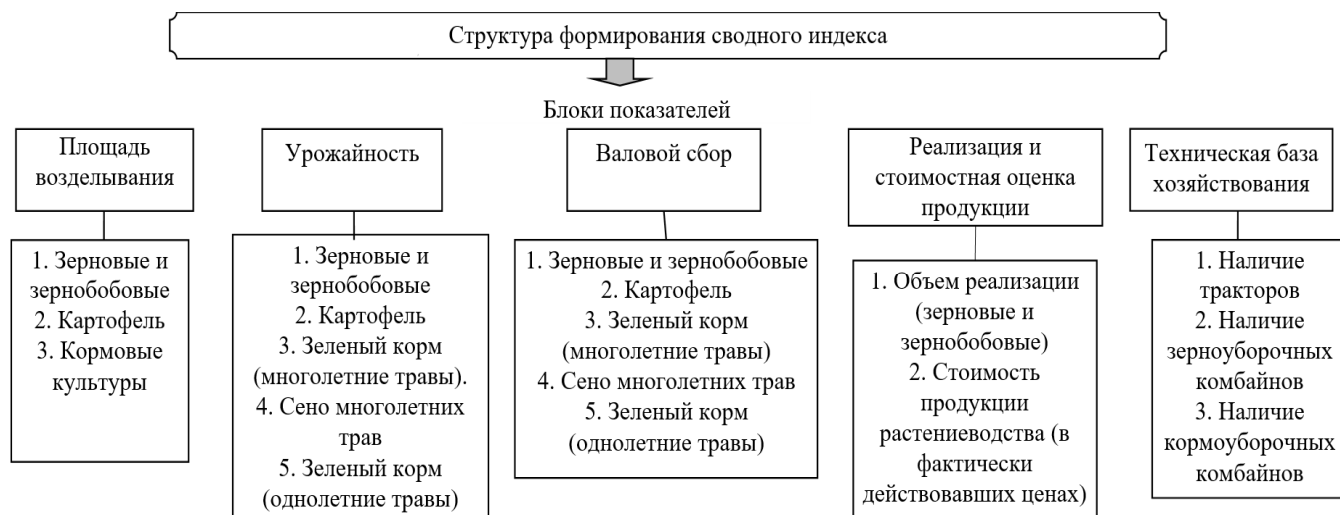 Структура формирования сводного индекса
Блоки показателей
Площадь
возделывания
1. Зерновые и
зернобобовые
2. Картофель
3. Кормовые
культуры
Урожайность
1. Зерновые и
зернобобовые
2. Картофель
3. Зеленый корм
(многолетние травы).
4. Сено многолетних
трав
5. Зеленый корм
(однолетние травы)
Валовой сбор
1. Зерновые и зернобобовые
2. Картофель
3. Зеленый корм
(многолетние травы)
4. Сено многолетних трав
5. Зеленый корм
(однолетние травы)
Реализация и
стоимостная оценка
продукции
1. Объем реализации
(зерновые и
зернобобовые)
2. Стоимость
продукции
растениеводства (в
фактически
действовавших ценах)
Техническая база
хозяйствования
1. Наличие
тракторов
2. Наличие
зерноуборочных
комбайнов
3. Наличие
кормоуборочных
комбайнов